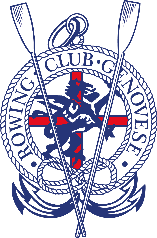 ROWING CLUB · GENOVESE ·